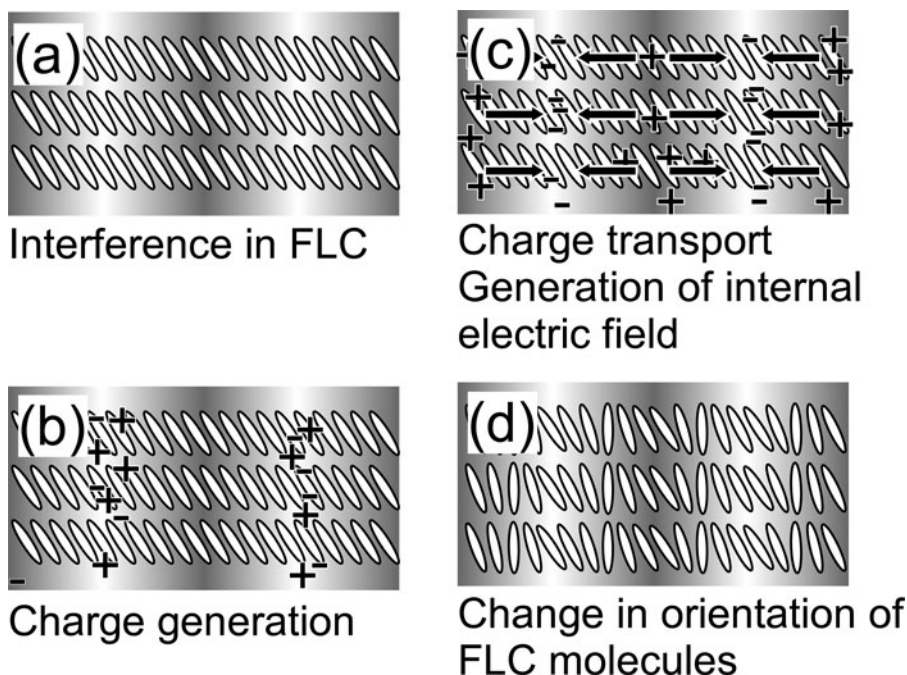 (a)
Interference in FLC
(b)
Charge generation
(c)
Charge transport
Generation of internal
electric field
(d)
Change in orientation of
FLC molecules